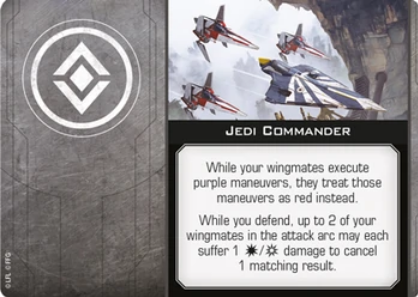 JEDI COMMANDER
While your wingmates execute
purple maneuvers, they treat those
maneuvers as red instead.
While you defend, up to 2 of your
wingmates in the attack arc may each
suffer 1 / damage to cancel
1 matching result.
©LFL ©FFG